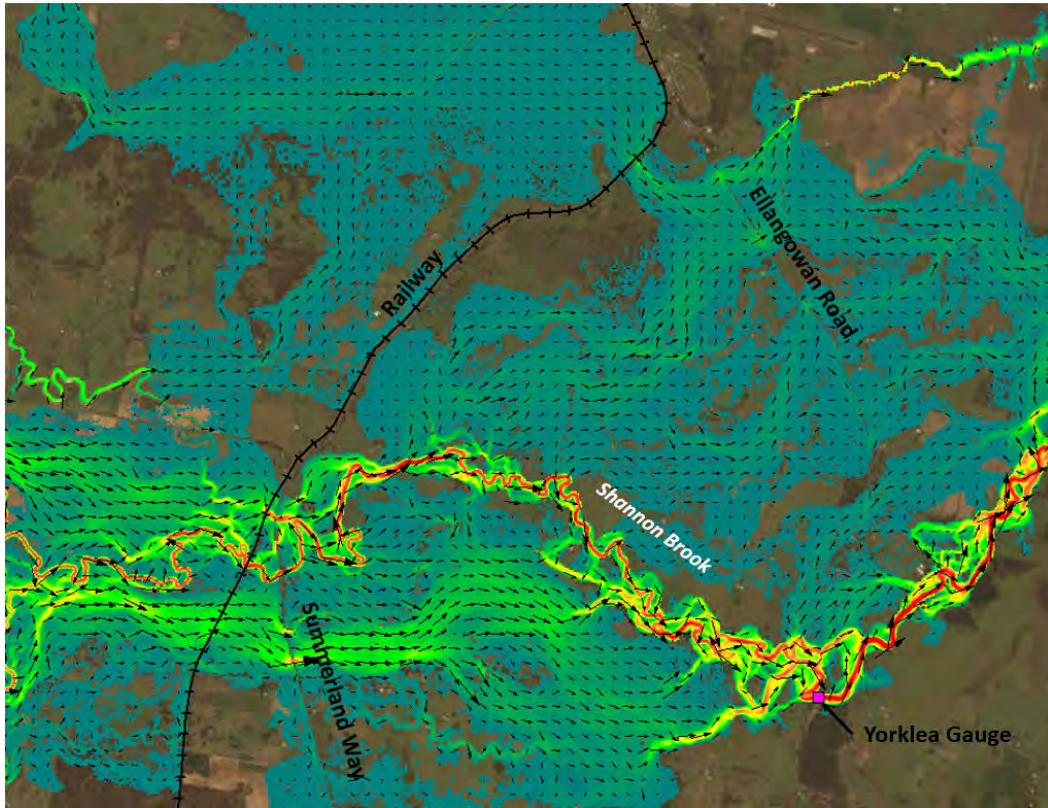 Ellangowan Road
Railway
Shannon Brook
Summerland Way
Yorklea Gauge